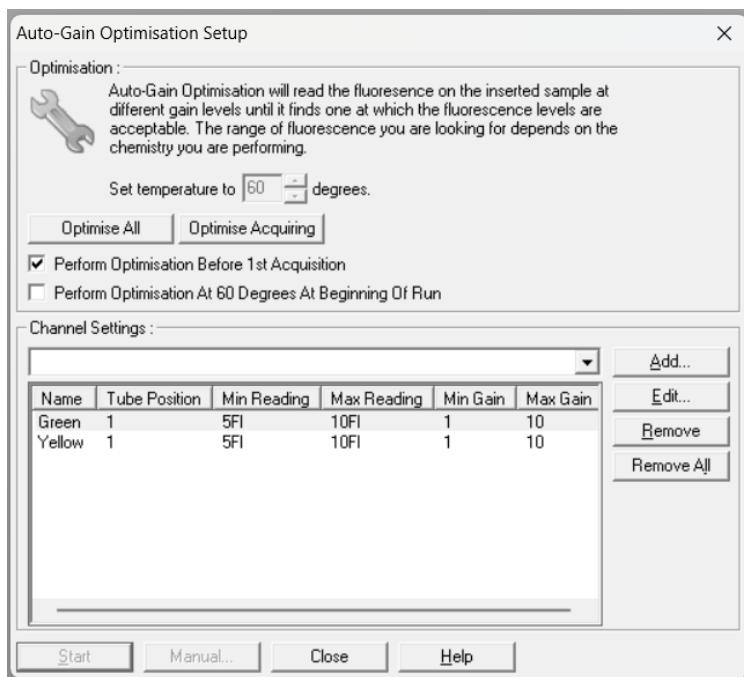 Auto-Gain Optimisation Setup
Optimisation :
Auto-Gain Optimisation will read the fluoresence on the inserted sample at
different gain levels until it finds one at which the fluorescence levels are
acceptable. The range of fluorescence you are looking for depends on the
chemistry you are performing.
Set temperature to 60 degrees.
Optimise All Optimise Acquiring
Perform Optimisation Before 1st Acquisition
Perform Optimisation At 60 Degrees At Beginning Of Run
Channel Settings :
Add...
Name Tube Position Min Reading Max Reading Min Gain Max Gain Edit...
Green 1 5Fl 10Fl 1 10
Yellow 1 5Fl 10Fl 1 10
Remove
Remove All
Start Manual... Close Help